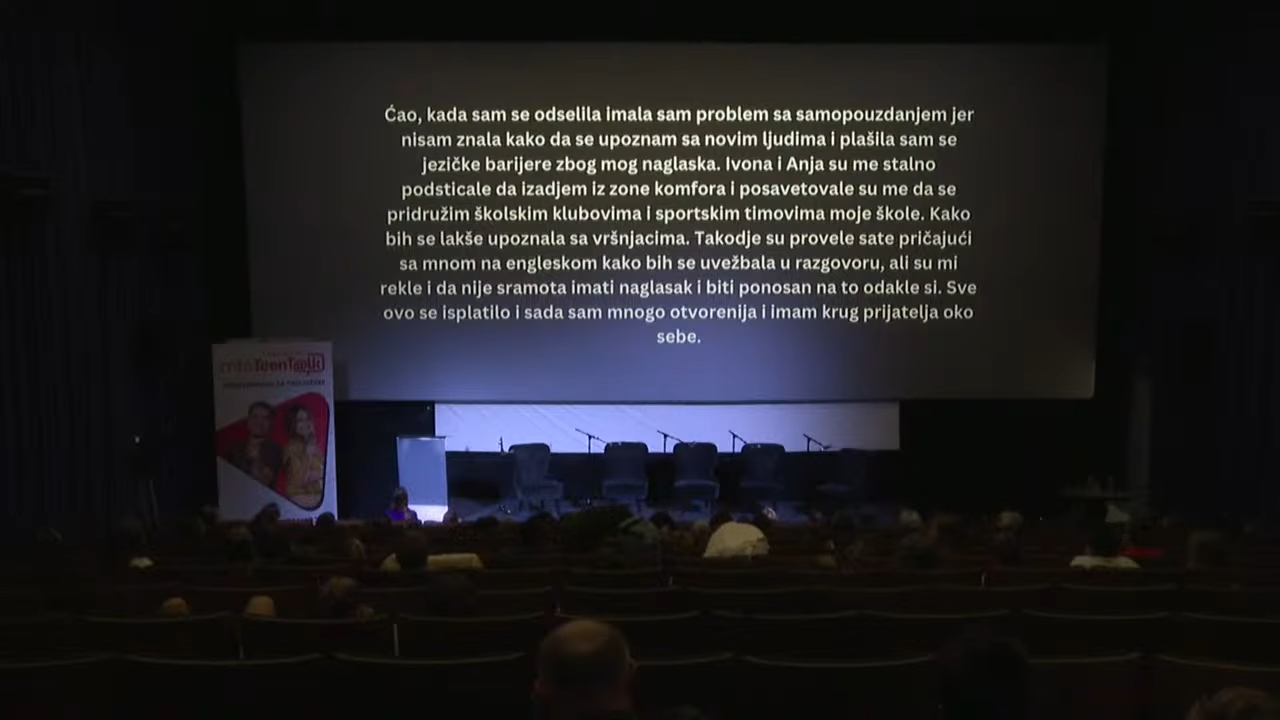 Ćao, kada sam se odselila imala sam problem sa samopouzdanjem jer
nisam znala kako da se upoznam sa novim ljudima i plašila sam se
jezičke barijere zbog mog naglaska. Ivona i Anja su me stalno
podsticale da izadjem iz zone komfora i posavetovale su me da se
pridružim školskim klubovima i sportskim timovima moje škole. Kako
bih se lakše upoznala sa vršnjacima. Takodje su provele sate pričajući
sa mnom na engleskom kako bih se uvežbala u razgovoru, ali su mi
rekle i da nije sramota imati naglasak i biti ponosan na to odakle si. Sve
ovo se isplatilo i sada sam mnogo otvorenija i imam krug prijatelja oko
sebe.
TeenT@lk